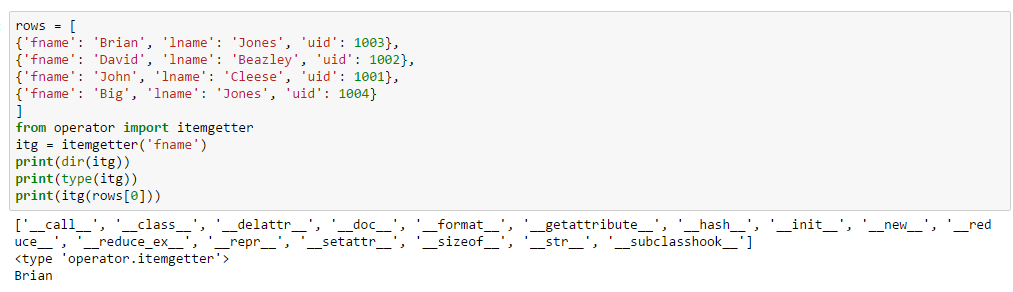 rows = [
{'fname': 'Brian', 'lname': 'Jones', 'uid': 1003},
{'fname': 'David', 'lname': 'Beazley', 'uid': 1002},
{'fname': 'John', 'lname': 'Cleese', 'uid': 1001},
{'fname': 'Big', 'lname': 'Jones', 'uid': 1004}
]
from operator import itemgetter
itg = itemgetter('fname')
print(dir(itg))
print(type(itg))
print(itg(rows[0]))
['__call__', '__class__', '__delattr__', '__doc__', '__format__', '__getattribute__', '__hash__', '__init__', '__new__', '__red
uce__', '__reduce_ex__', '__repr__', '__setattr__', '__sizeof__', '__str__', '__subclasshook__']
<type 'operator.itemgetter'>
Brian